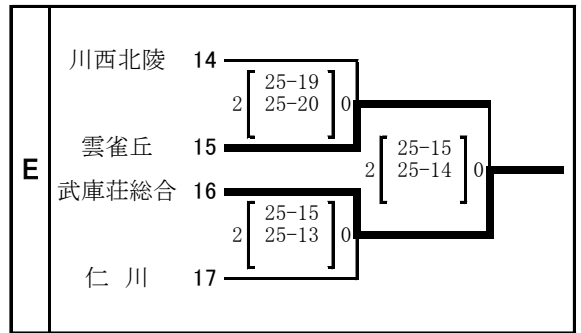 E
川西北陵 14
2 [ 25-19 25-20 ] 0
雲雀丘 15
2 [ 25-15 25-14 ] 0
武庫荘総合 16
2 [ 25-15 25-13 ] 0
仁 川 17